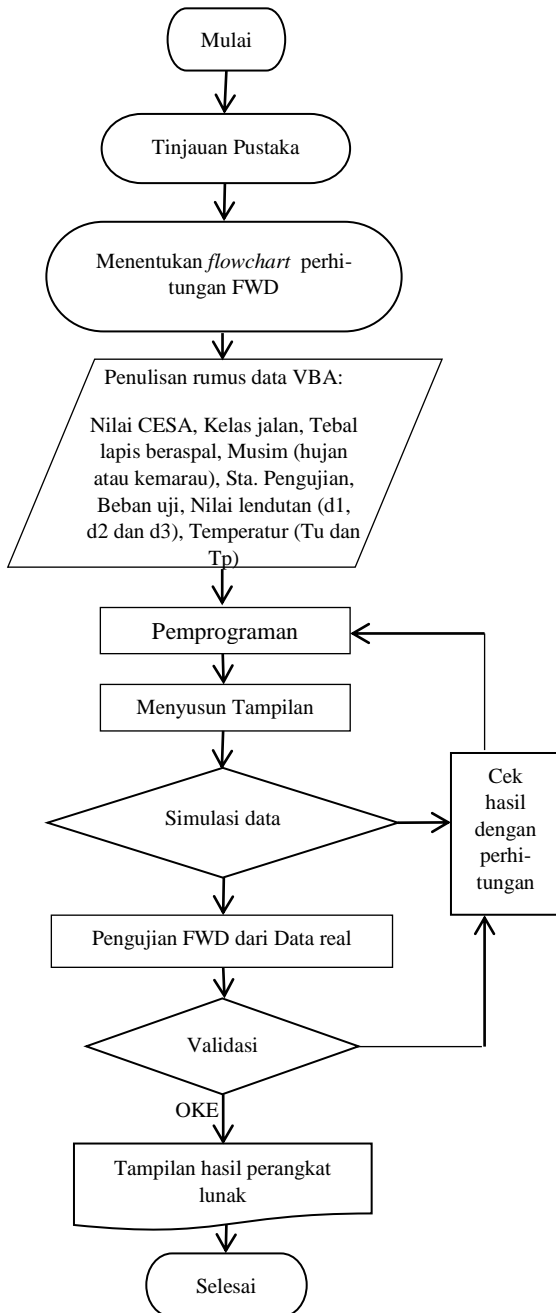 Mulai
Tinjauan Pustaka
Menentukan flowchart perhi-
tungan FWD
Penulisan rumus data VBA:
Nilai CESA, Kelas jalan, Tebal
lapis beraspal, Musim (hujan
atau kemarau), Sta. Pengujian,
Beban uji, Nilai lendutan (d1,
d2 dan d3), Temperatur (Tu dan
Tp)
Pemprograman
Menyusun Tampilan
Simulasi data
Cek
hasil
dengan
perhi-
tungan
Pengujian FWD dari Data real
Validasi
OKE
Tampilan hasil perangkat
lunak
Selesai